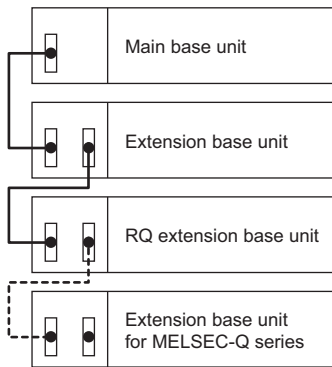 Main base unit
Extension base unit
RQ extension base unit
Extension base unit
for MELSEC-Q series